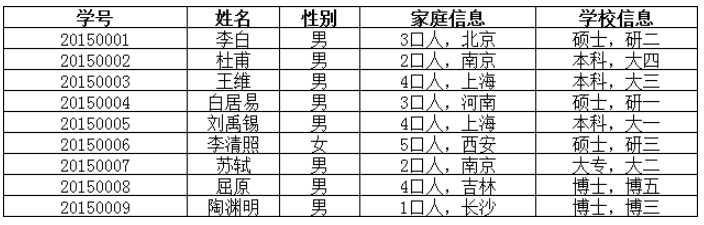 学号 姓名 性别 家庭信息 学校信息
20150001 李白 男 3口人，北京 硕士，研二
20150002 杜甫 男 2口人，南京 本科，大四
20150003 王维 男 4口人，上海 本科，大三
20150004 白居易 男 3口人，河南 硕士，研一
20150005 刘禹锡 男 4口人，上海 本科，大一
20150006 李清照 女 5口人，西安 硕士，研三
20150007 苏轼 男 2口人，南京 大专，大二
20150008 屈原 男 4口人，吉林 博士，博五
20150009 陶渊明 男 1口人，长沙 博士，博三